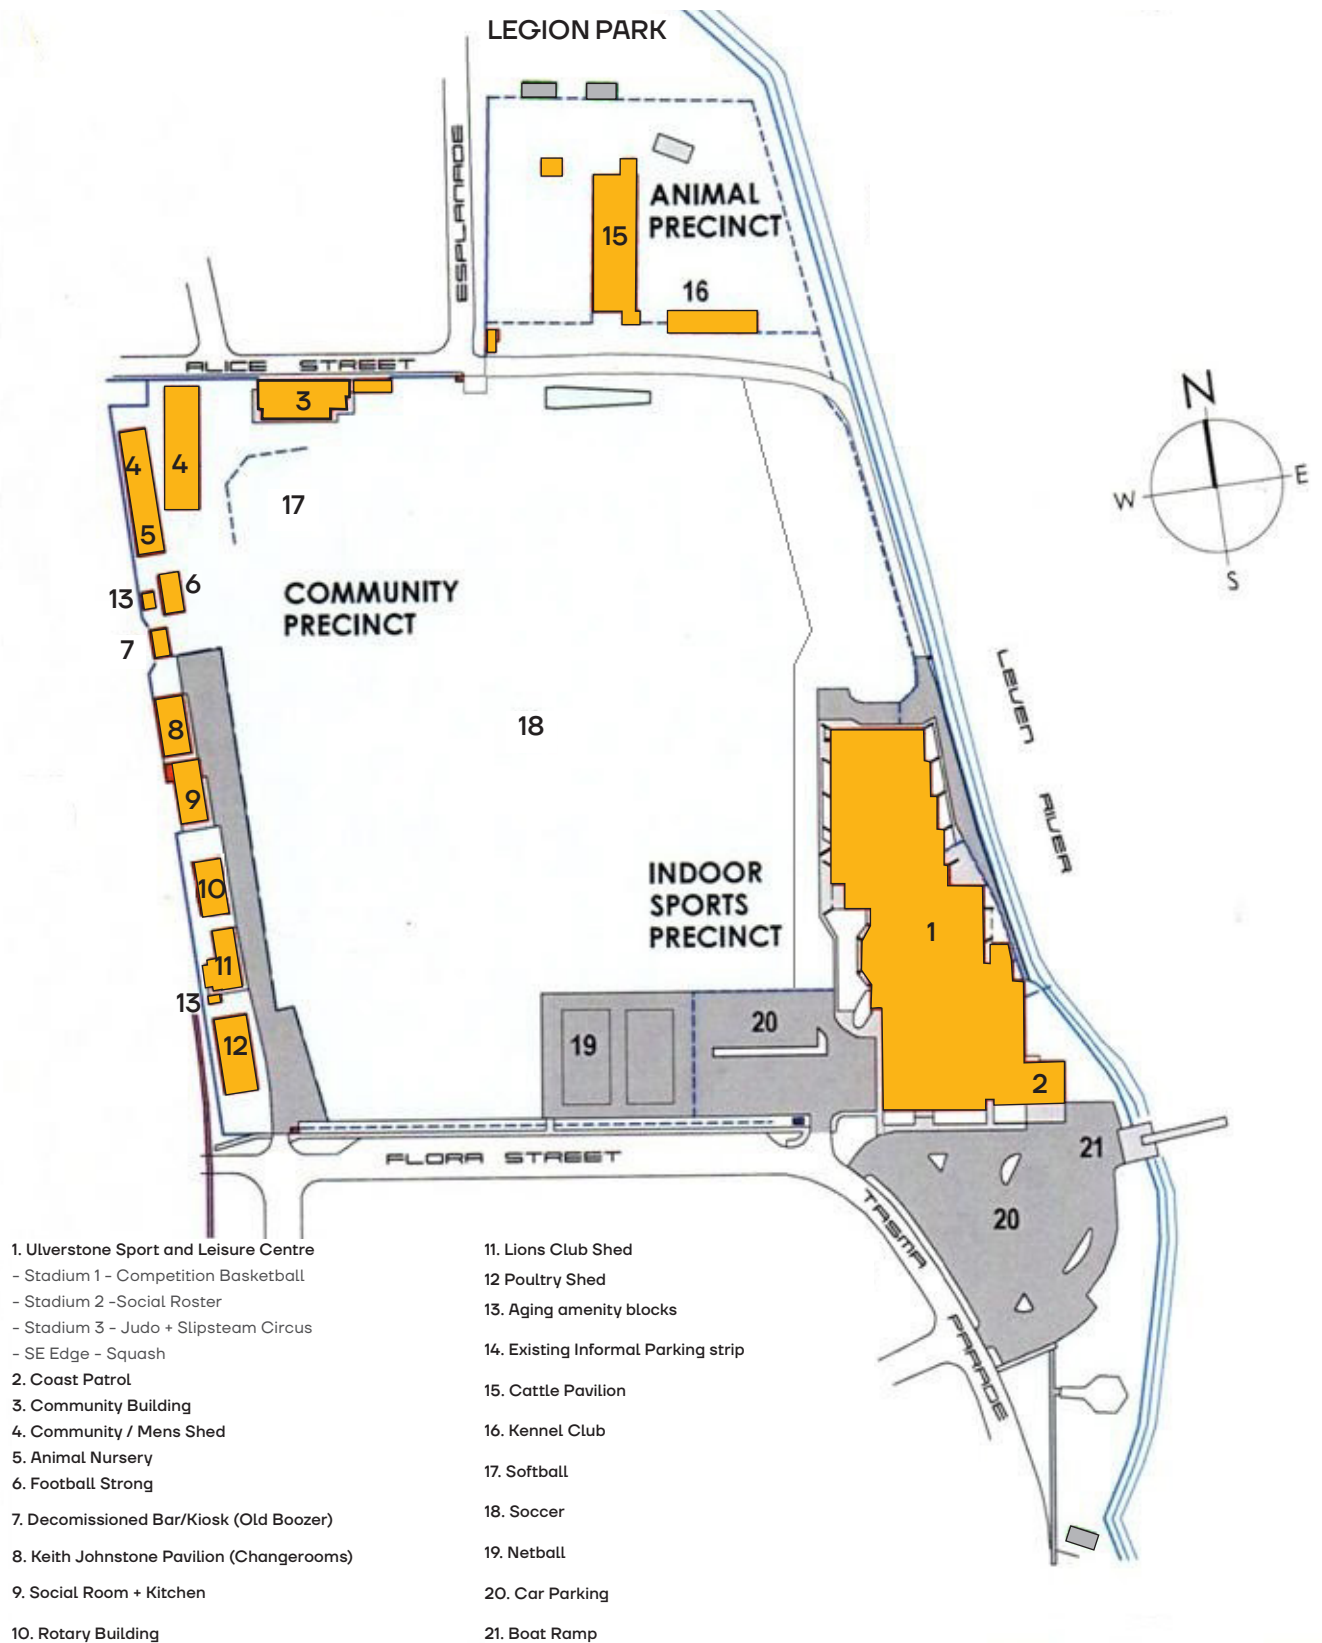 LEGION PARK
ESPLANADE
ANIMAL
PRECINCT
15
16
ALICE STREET
3
4
4
5
17
N
W
E
S
COMMUNITY
PRECINCT
13
6
7
8
18
9
LEVEN
RIVER
INDOOR
SPORTS
PRECINCT
10
1
11
13
12
19
20
2
21
FLORA STREET
20
TASMA
PARADE
1. Ulverstone Sport and Leisure Centre
- Stadium 1 - Competition Basketball
- Stadium 2 -Social Roster
- Stadium 3 - Judo + Slipsteam Circus
- SE Edge - Squash
2. Coast Patrol
3. Community Building
4. Community / Mens Shed
5. Animal Nursery
6. Football Strong
7. Decomissioned Bar/Kiosk (Old Boozer)
8. Keith Johnstone Pavilion (Changerooms)
9. Social Room + Kitchen
10. Rotary Building
11. Lions Club Shed
12 Poultry Shed
13. Aging amenity blocks
14. Existing Informal Parking strip
15. Cattle Pavilion
16. Kennel Club
17. Softball
18. Soccer
19. Netball
20. Car Parking
21. Boat Ramp